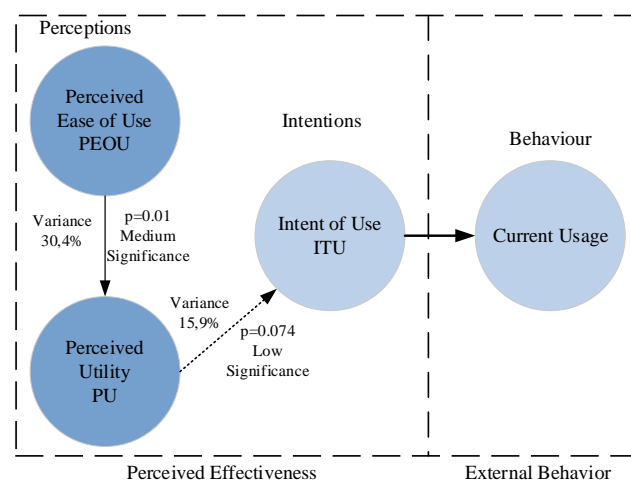 Perceptions
Perceived
Ease of Use
PEOU
Variance
30,4%
p=0.01
Medium
Significance
Perceived
Utility
PU
Variance
15,9%
p=0.074
Low
Significance
Intentions
Intent of Use
ITU
Behaviour
Current Usage
Perceived Effectiveness
External Behavior